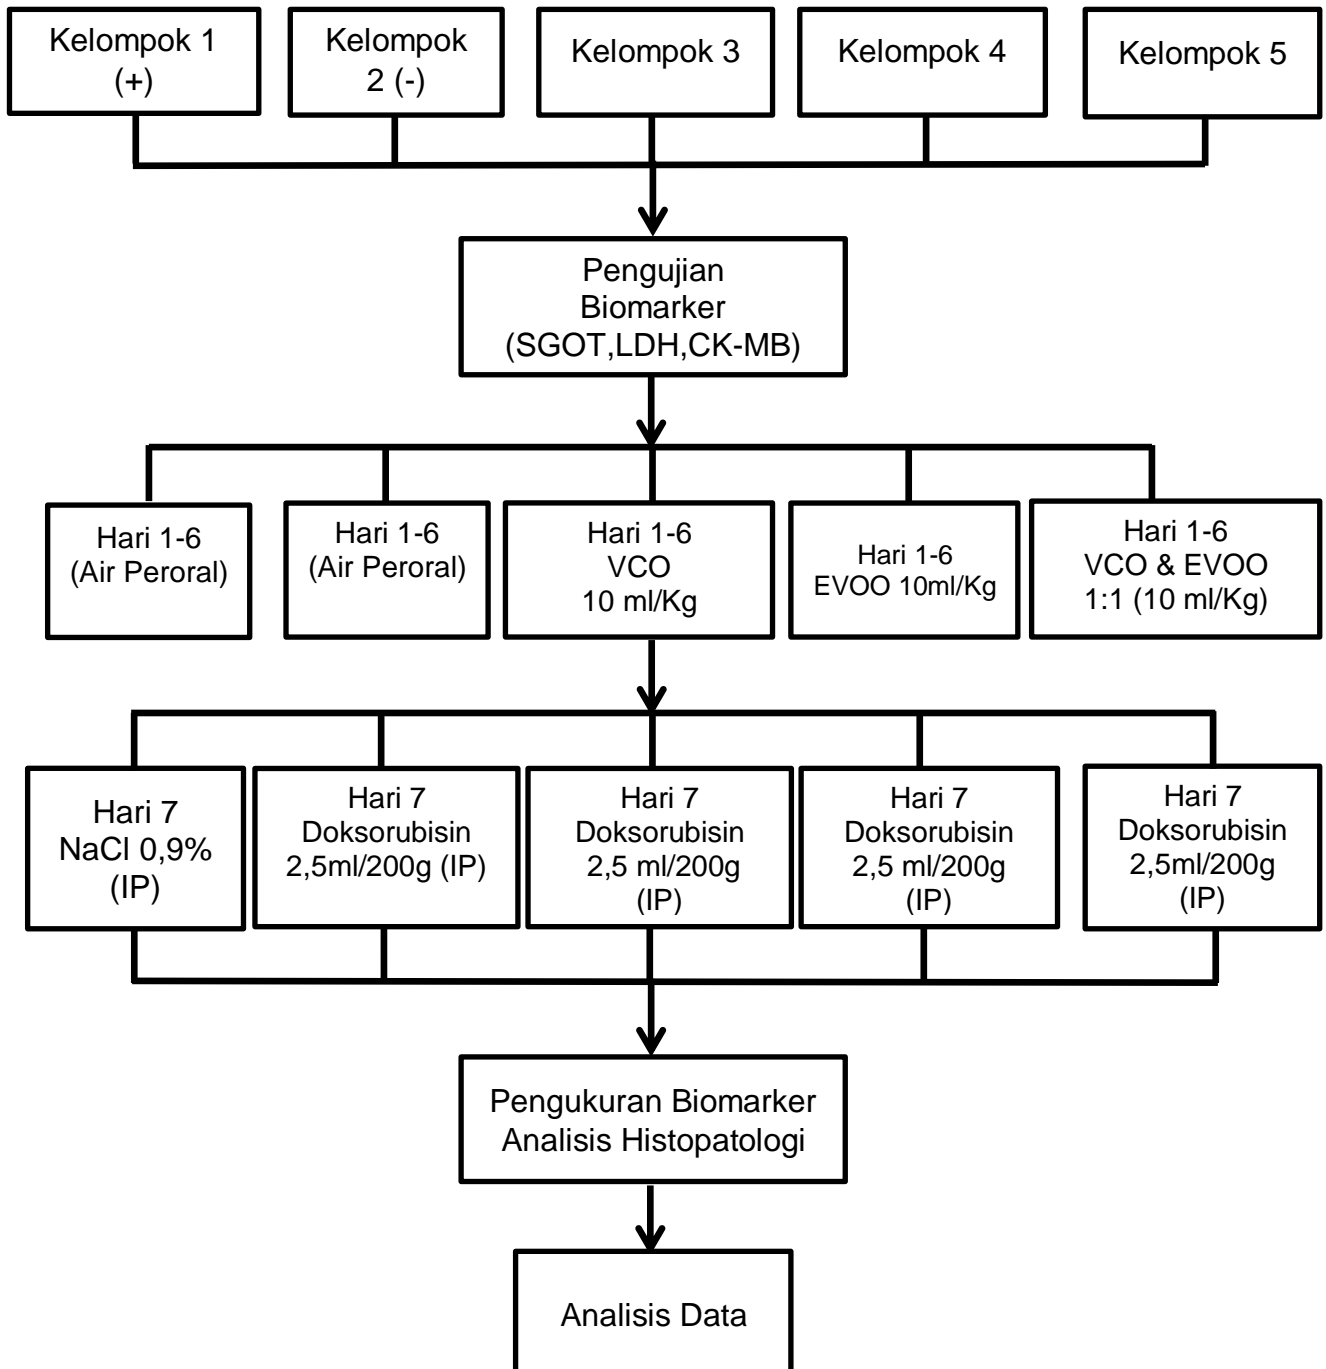 Kelompok 1
(+)
Kelompok
2 (-)
Kelompok 3
Kelompok 4
Kelompok 5
Pengujian
Biomarker
(SGOT,LDH,CK-MB)
Hari 1-6
(Air Peroral)
Hari 1-6
(Air Peroral)
Hari 1-6
VCO
10 ml/Kg
Hari 1-6
EVOO 10ml/Kg
Hari 1-6
VCO & EVOO
1:1 (10 ml/Kg)
Hari 7
NaCl 0,9%
(IP)
Hari 7
Doksorubisin
2,5ml/200g (IP)
Hari 7
Doksorubisin
2,5 ml/200g
(IP)
Hari 7
Doksorubisin
2,5 ml/200g
(IP)
Hari 7
Doksorubisin
2,5ml/200g
(IP)
Pengukuran Biomarker
Analisis Histopatologi
Analisis Data